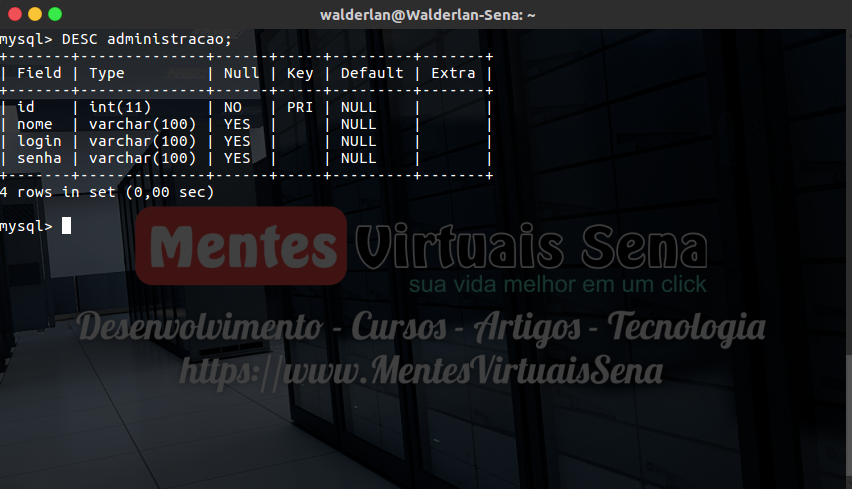 walderlan@Walderlan-Sena: ~
mysql> DESC administracao;
+-------+--------------+------+-----+---------+-------+
| Field | Type         | Null | Key | Default | Extra |
+-------+--------------+------+-----+---------+-------+
| id    | int(11)      | NO   | PRI | NULL    |       |
| nome  | varchar(100) | YES  |     | NULL    |       |
| login | varchar(100) | YES  |     | NULL    |       |
| senha | varchar(100) | YES  |     | NULL    |       |
+-------+--------------+------+-----+---------+-------+
4 rows in set (0,00 sec)
mysql>
Mentes Virtuais Sena
sua vida melhor em um click
Desenvolvimento - Cursos - Artigos - Tecnologia
https://www.MentesVirtuaisSena